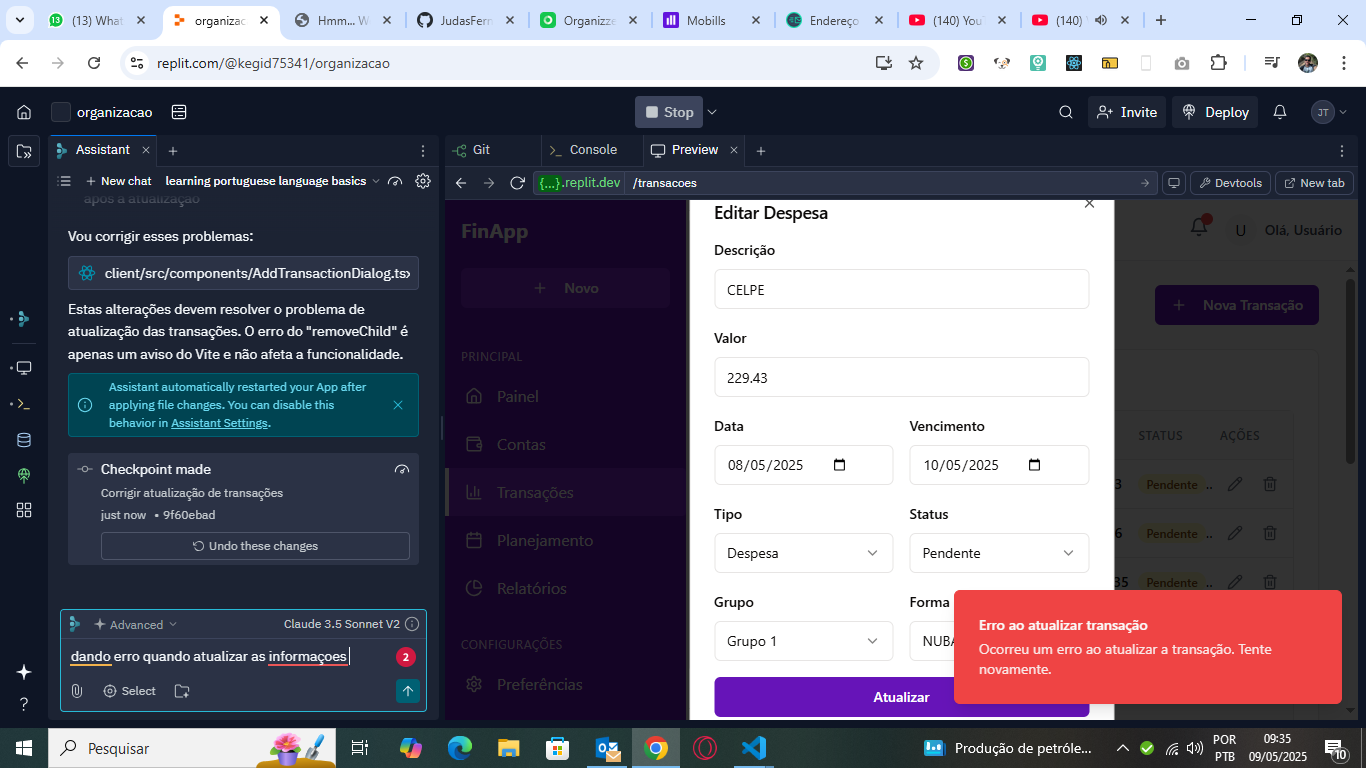 (13) What
organizac
Hmm... W
JudasFern
Organizze
Mobills
Endereço
(140) You
(140)
replit.com/@kegid75341/organizacao
organizacao
Stop
Invite
Deploy
JT
Assistant
Git
Console
Preview
New chat
learning portuguese language basics
{...}.replit.dev
/transacoes
Devtools
New tab
após a atualização
Vou corrigir esses problemas:
client/src/components/AddTransactionDialog.tsx
Estas alterações devem resolver o problema de
atualização das transações. O erro do "removeChild" é
apenas um aviso do Vite e não afeta a funcionalidade.
Assistant automatically restarted your App after
applying file changes. You can disable this
behavior in Assistant Settings.
Checkpoint made
Corrigir atualização de transações
just now • 9f60ebad
Undo these changes
Advanced
Claude 3.5 Sonnet V2
dando erro quando atualizar as informaçoes
2
Select
FinApp
Novo
PRINCIPAL
Painel
Contas
Transações
Planejamento
Relatórios
CONFIGURAÇÕES
Preferências
Editar Despesa
Descrição
CELPE
Valor
229.43
Data
Vencimento
08/05/2025
10/05/2025
Tipo
Status
Despesa
Pendente
Grupo
Forma
Grupo 1
NUBA
Atualizar
U
Olá, Usuário
Nova Transação
STATUS
AÇÕES
3
Pendente ..
6
Pendente ..
35
Pendente ..
Erro ao atualizar transação
Ocorreu um erro ao atualizar a transação. Tente
novamente.
Pesquisar
Produção de petróle...
POR
PTB
09:35
09/05/2025
10